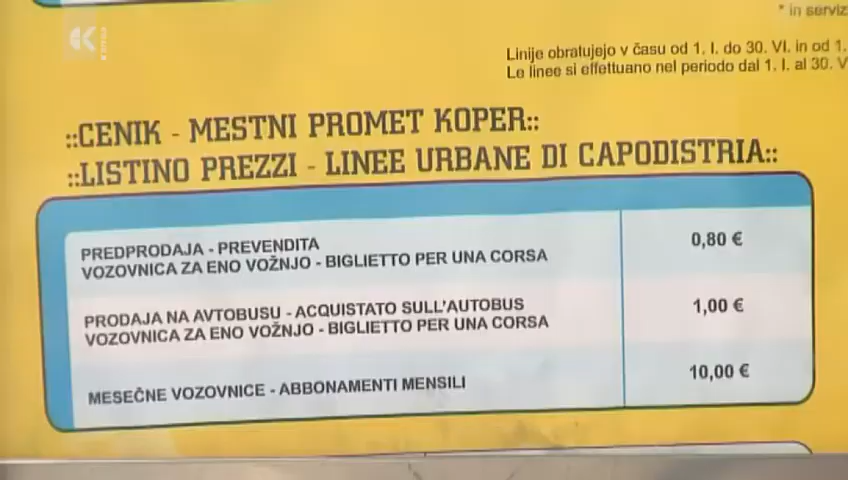 * in serviz
Linije obratujejo v času od 1. I. do 30. VI. in od 1.
Le linee si effettuano nel periodo dal 1. I. al 30. V
::CENIK - MESTNI PROMET KOPER::
::LISTINO PREZZI - LINEE URBANE DI CAPODISTRIA::
PREDPRODAJA - PREVENDITA
VOZOVNICA ZA ENO VOŽNJO - BIGLIETTO PER UNA CORSA
0,80 €
PRODAJA NA AVTOBUSU - ACQUISTATO SULL'AUTOBUS
VOZOVNICA ZA ENO VOŽNJO - BIGLIETTO PER UNA CORSA
1,00 €
MESEČNE VOZOVNICE - ABBONAMENTI MENSILI
10,00 €